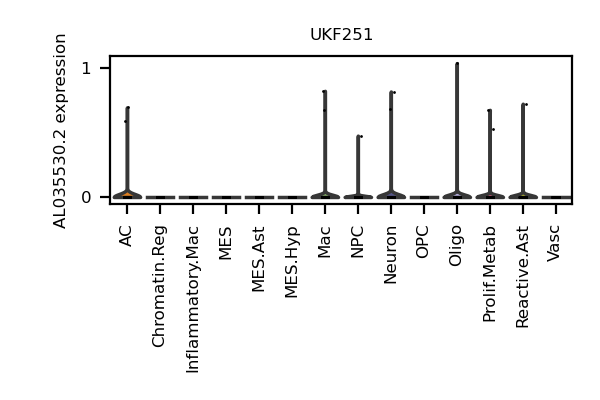 UKF251
AL035530.2 expression
1
0
AC
Chromatin.Reg
Inflammatory.Mac
MES
MES.Ast
MES.Hyp
Mac
NPC
Neuron
OPC
Oligo
Prolif.Metab
Reactive.Ast
Vasc